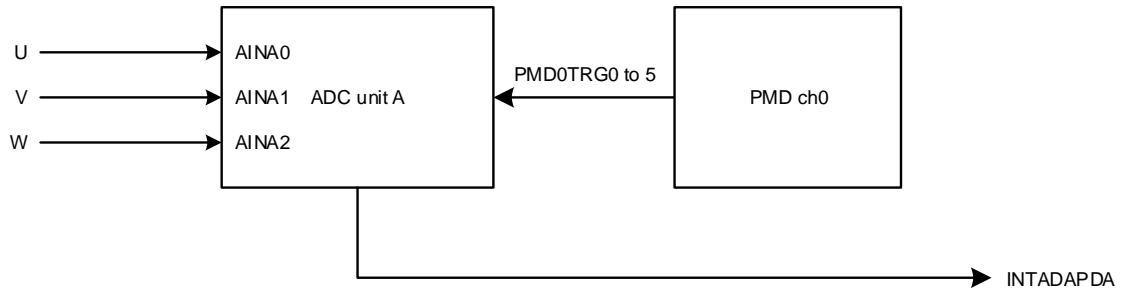 U
AINA0
PMD0TRG0 to 5
V
AINA1
ADC unit A
PMD ch0
W
AINA2
INTADAPDA